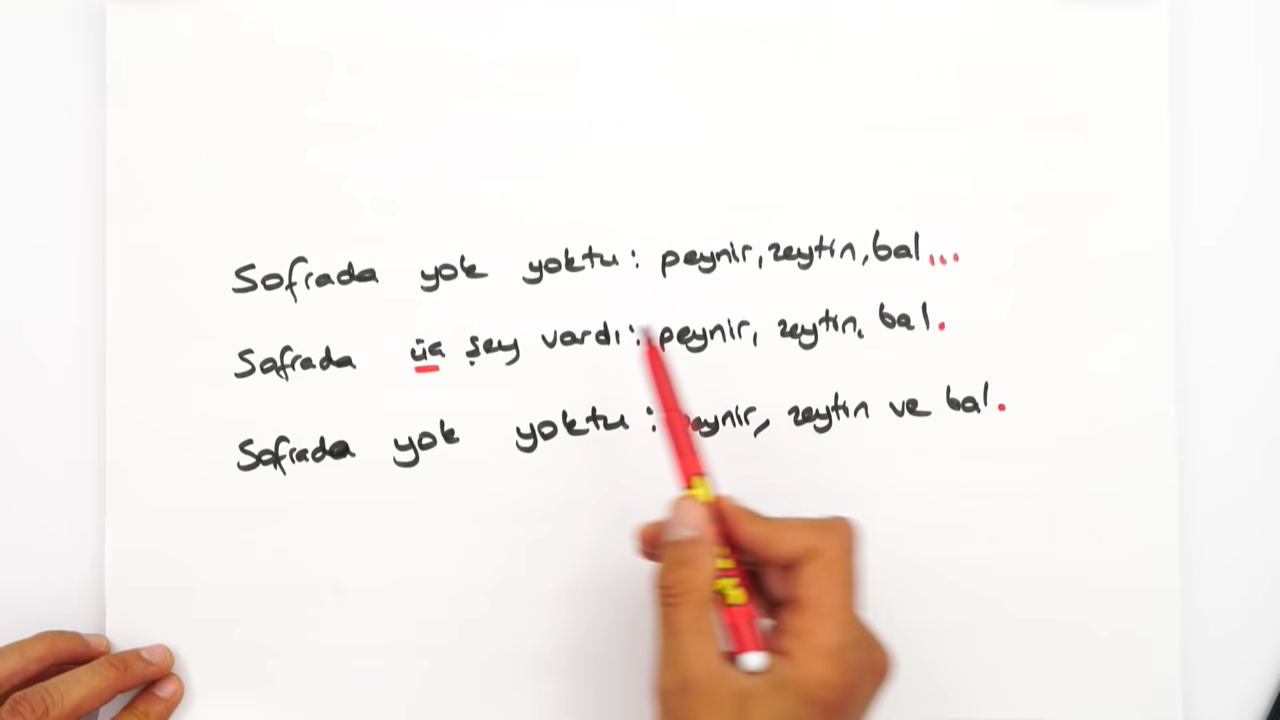 Sofrada yok yoktu: peynir, zeytin, bal...
Sofrada üç şey vardı: peynir, zeytin, bal.
Sofrada yok yoktu: peynir, zeytin ve bal.